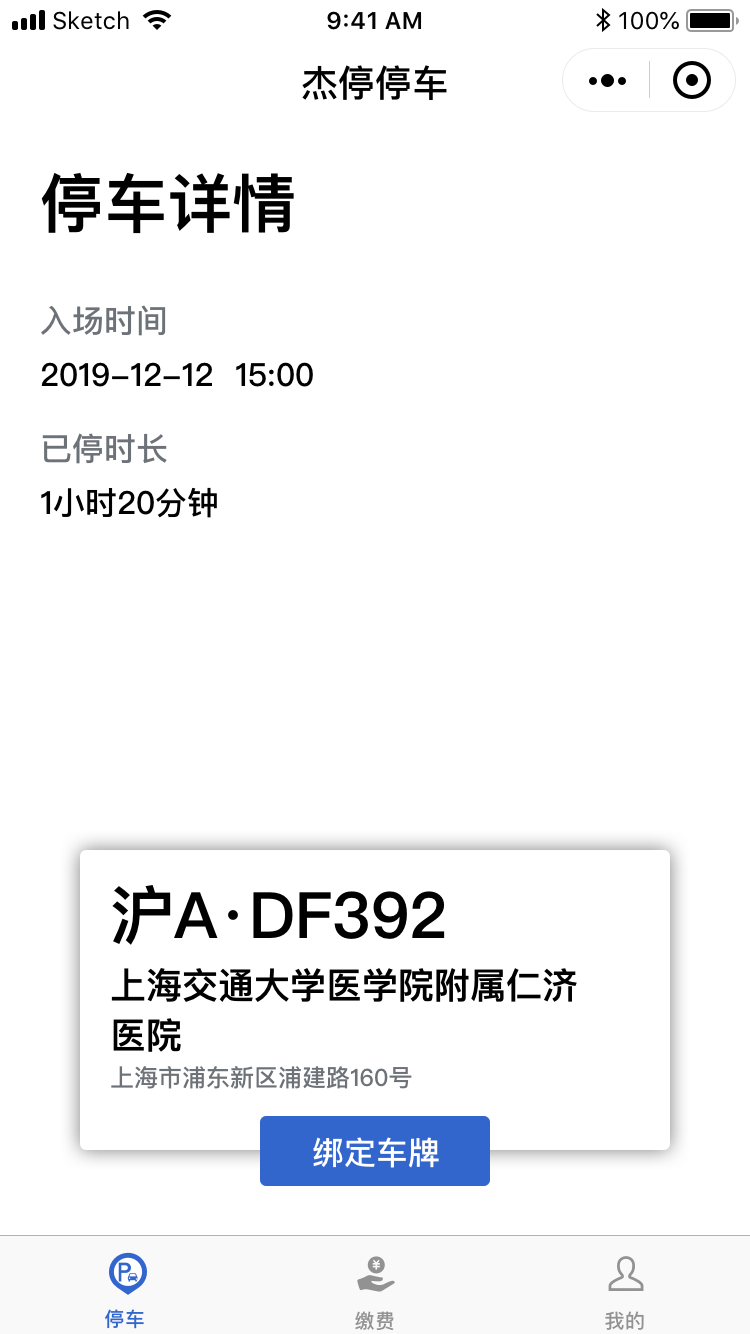 Sketch 9:41 AM 100%
杰停停车
停车详情
入场时间
2019-12-12 15:00
已停时长
1小时20分钟
沪A·DF392
上海交通大学医学院附属仁济
医院
上海市浦东新区浦建路160号
绑定车牌
停车 缴费 我的